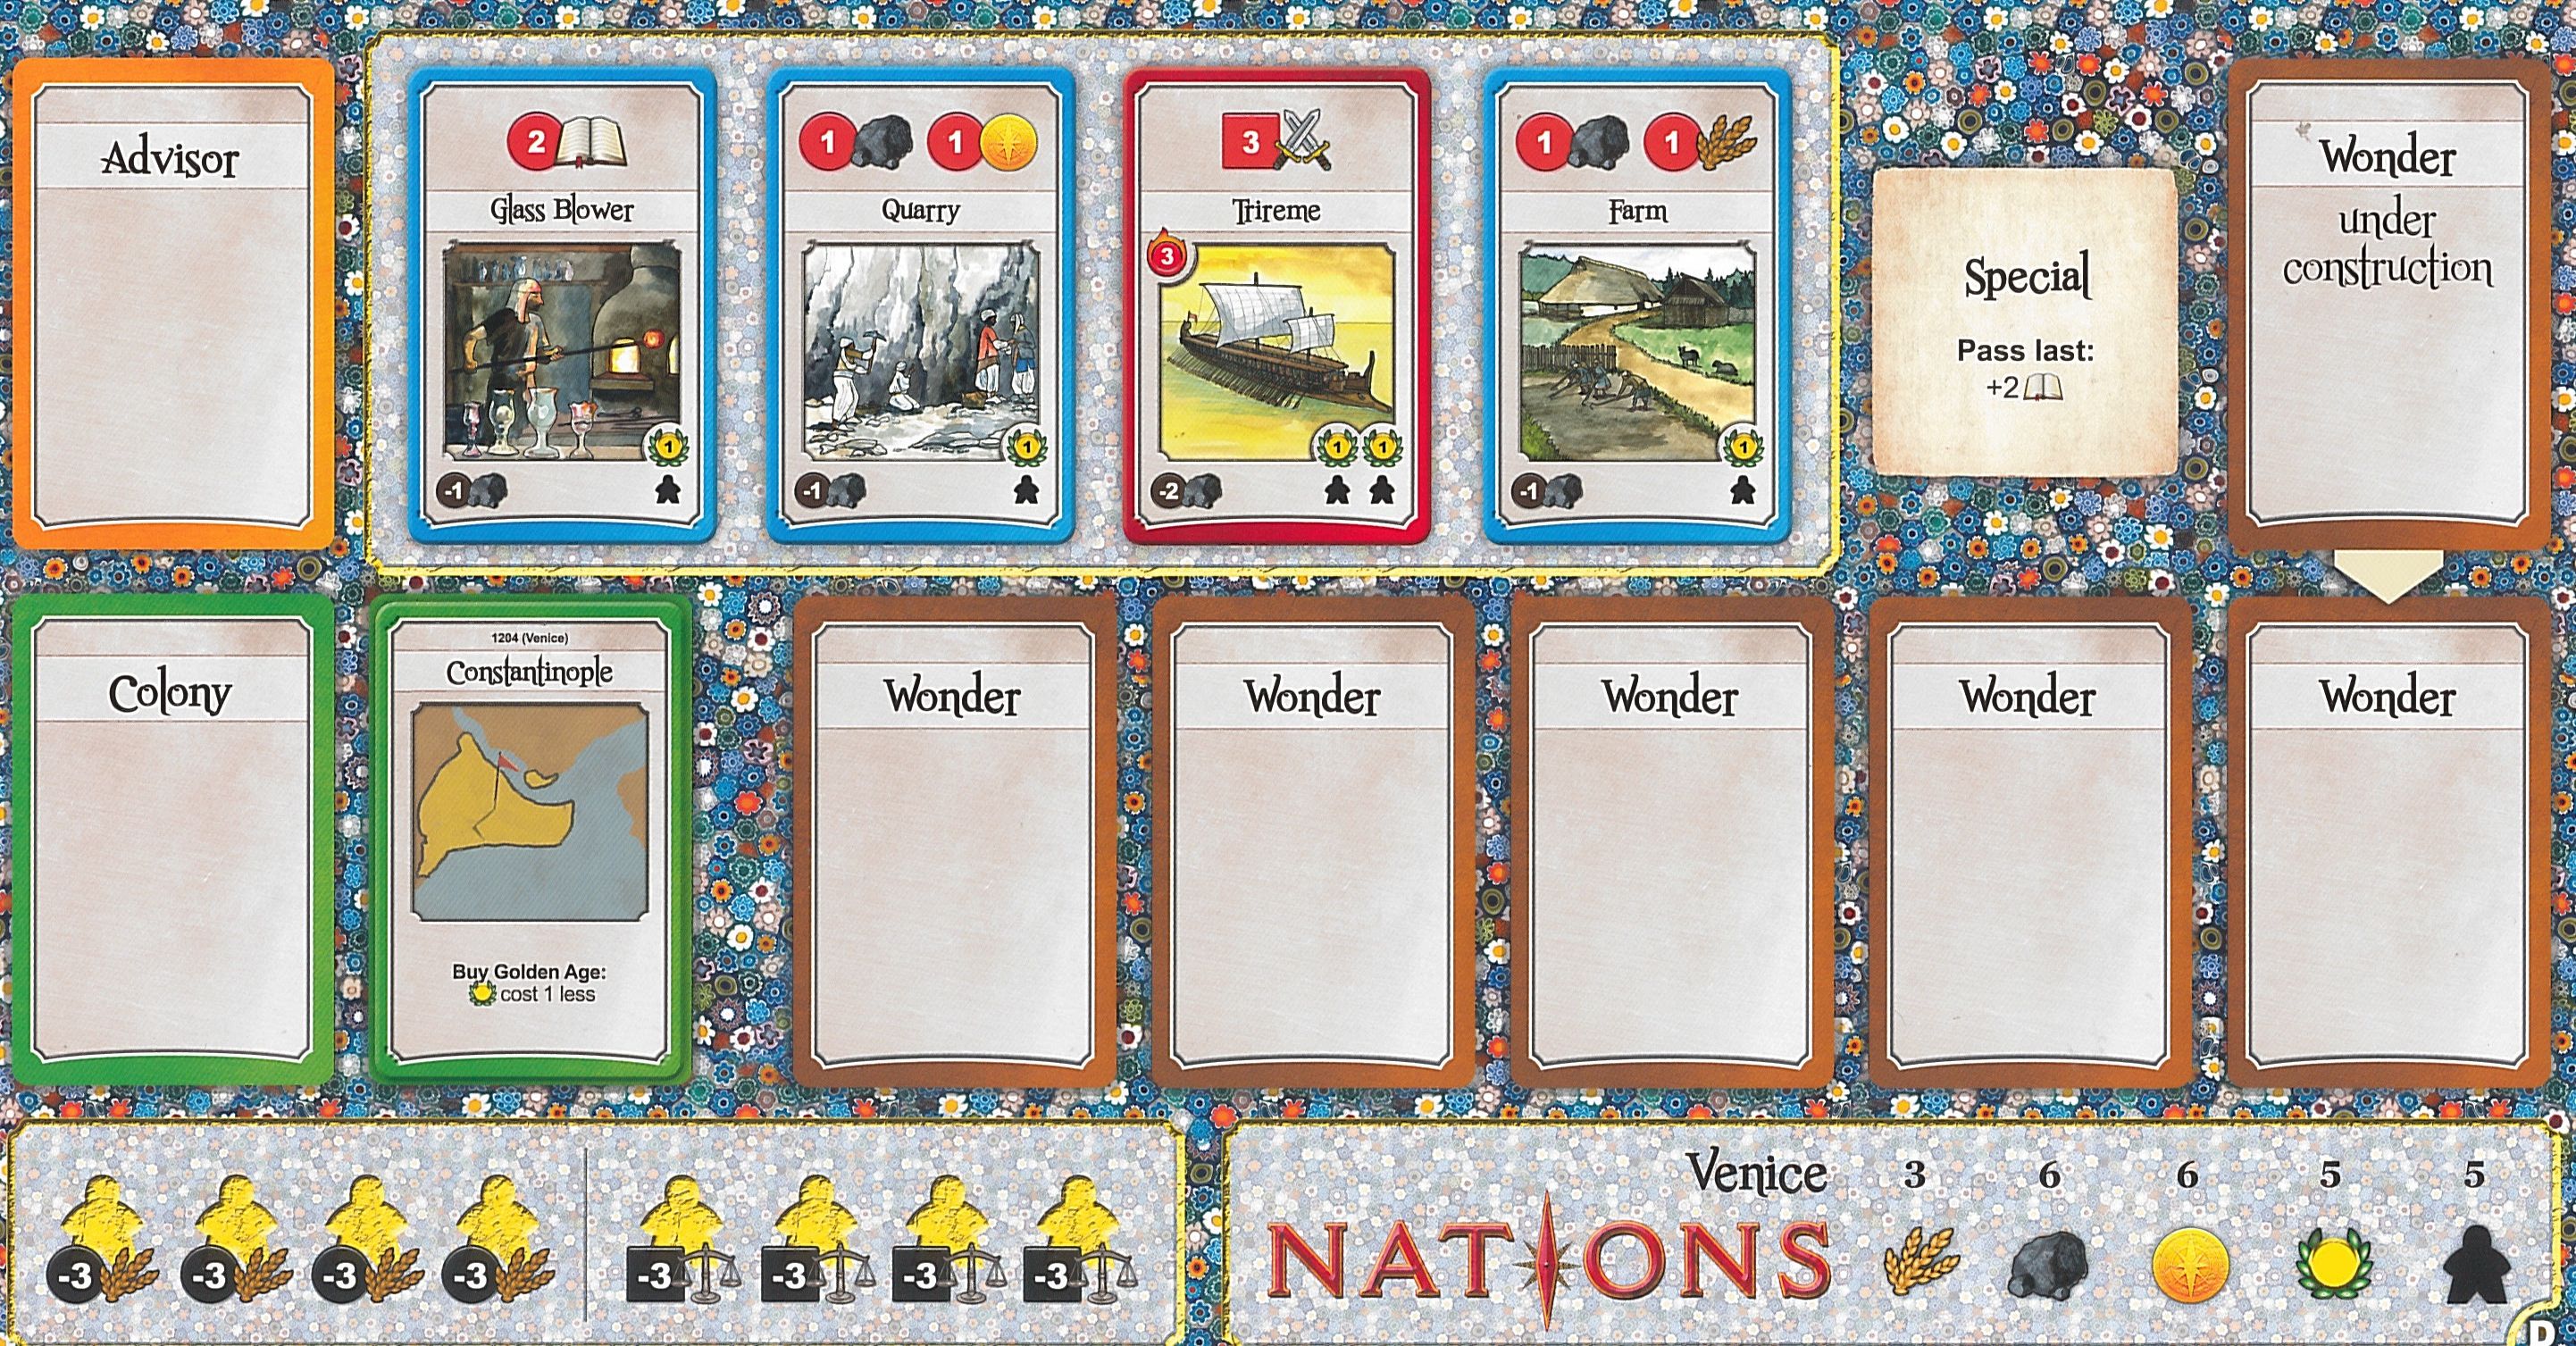 Advisor
2
Glass Blower
1
-1
1 1
Quarry
1
-1
3
Trireme
3
1 1
-2
1 1
Farm
1
-1
Special
Pass last:
+2
Wonder
under
construction
Colony
1204 (Venice)
Constantinople
Buy Golden Age:
cost 1 less
Wonder
Wonder
Wonder
Wonder
Wonder
-3 -3 -3 -3 -3 -3 -3 -3
Venice 3 6 6 5 5
NATIONS
D